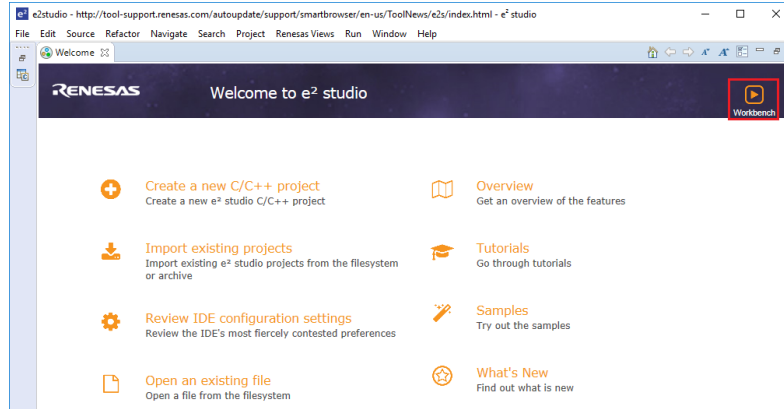 e² e2studio - http://tool-support.renesas.com/autoupdate/support/smartbrowser/en-us/ToolNews/e2s/index.html - e² studio
File Edit Source Refactor Navigate Search Project Renesas Views Run Window Help
Welcome
RENESAS
Welcome to e² studio
Workbench
Create a new C/C++ project
Create a new e² studio C/C++ project
Import existing projects
Import existing e² studio projects from the filesystem
or archive
Review IDE configuration settings
Review the IDE's most fiercely contested preferences
Open an existing file
Open a file from the filesystem
Overview
Get an overview of the features
Tutorials
Go through tutorials
Samples
Try out the samples
What's New
Find out what is new